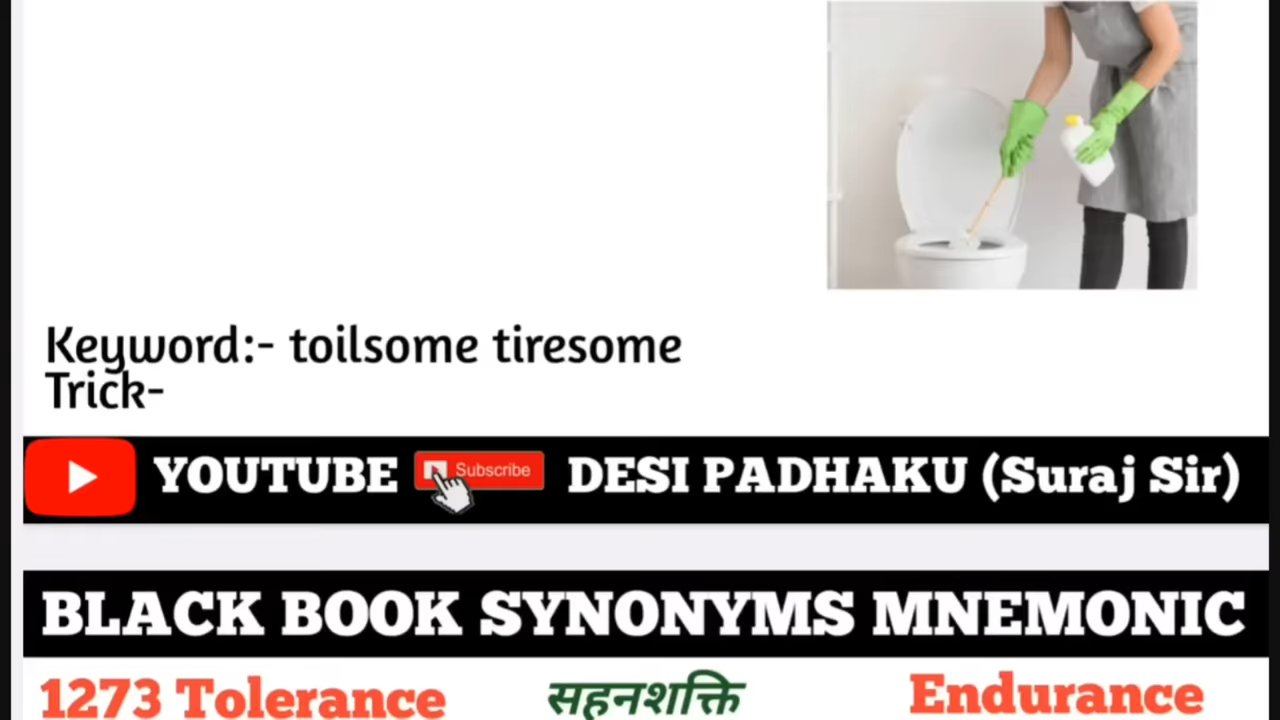 Keyword:- toilsome tiresome
Trick-
YOUTUBE Subscribe DESI PADHAKU (Suraj Sir)
BLACK BOOK SYNONYMS MNEMONIC
1273 Tolerance सहनशक्ति Endurance